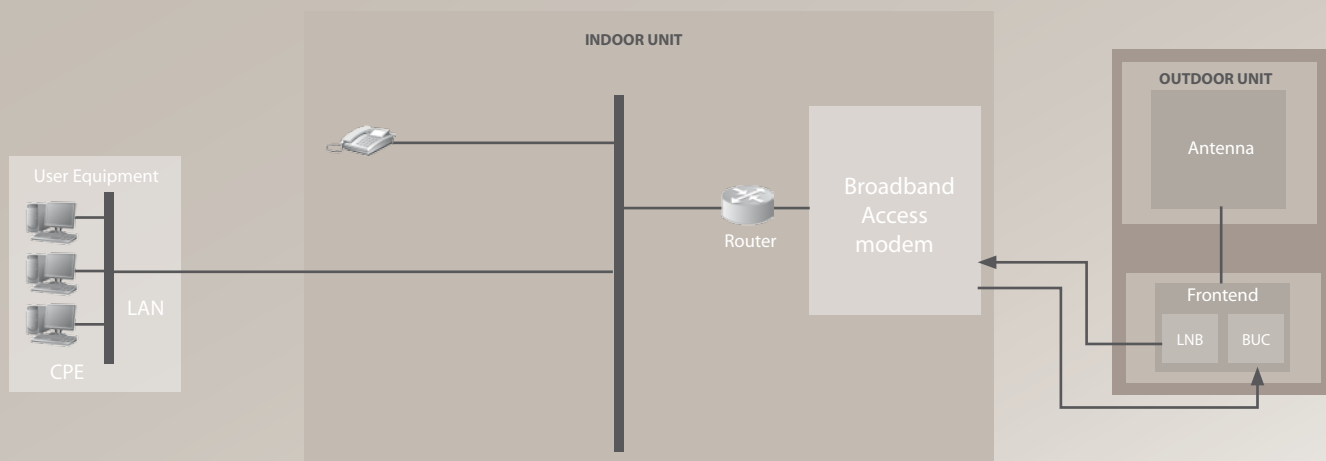 INDOOR UNIT
OUTDOOR UNIT
Antenna
User Equipment
Broadband
Access
modem
Router
LAN
Frontend
LNB
BUC
CPE